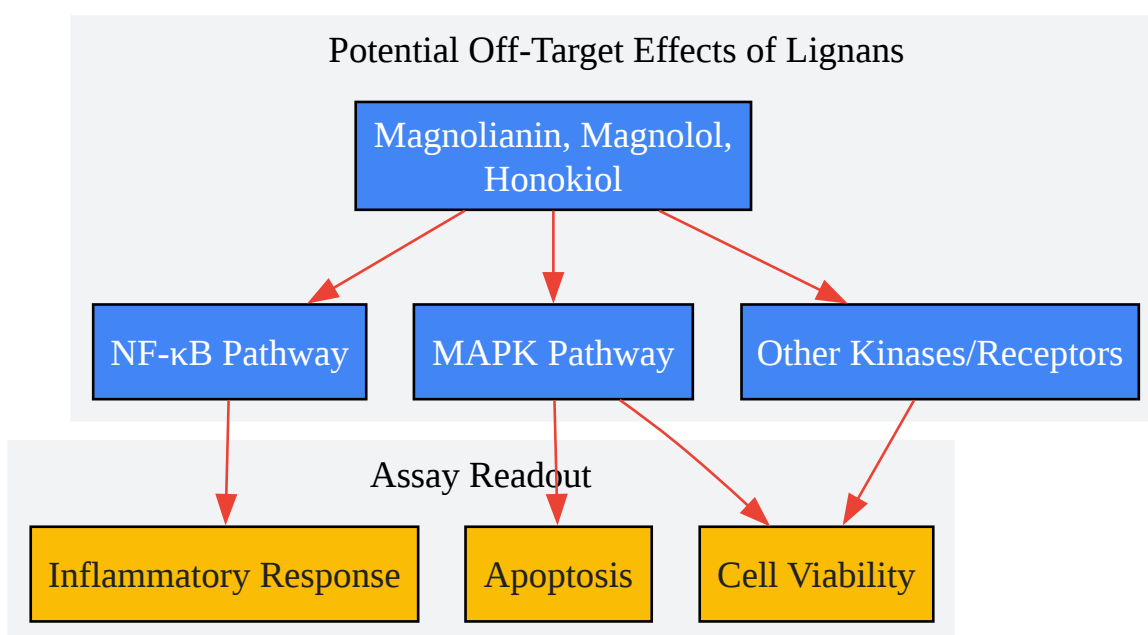 Potential Off-Target Effects of Lignans
Magnolianin, Magnolol,
Honokiol
NF-κB Pathway
MAPK Pathway
Other Kinases/Receptors
Assay Readout
Inflammatory Response
Apoptosis
Cell Viability